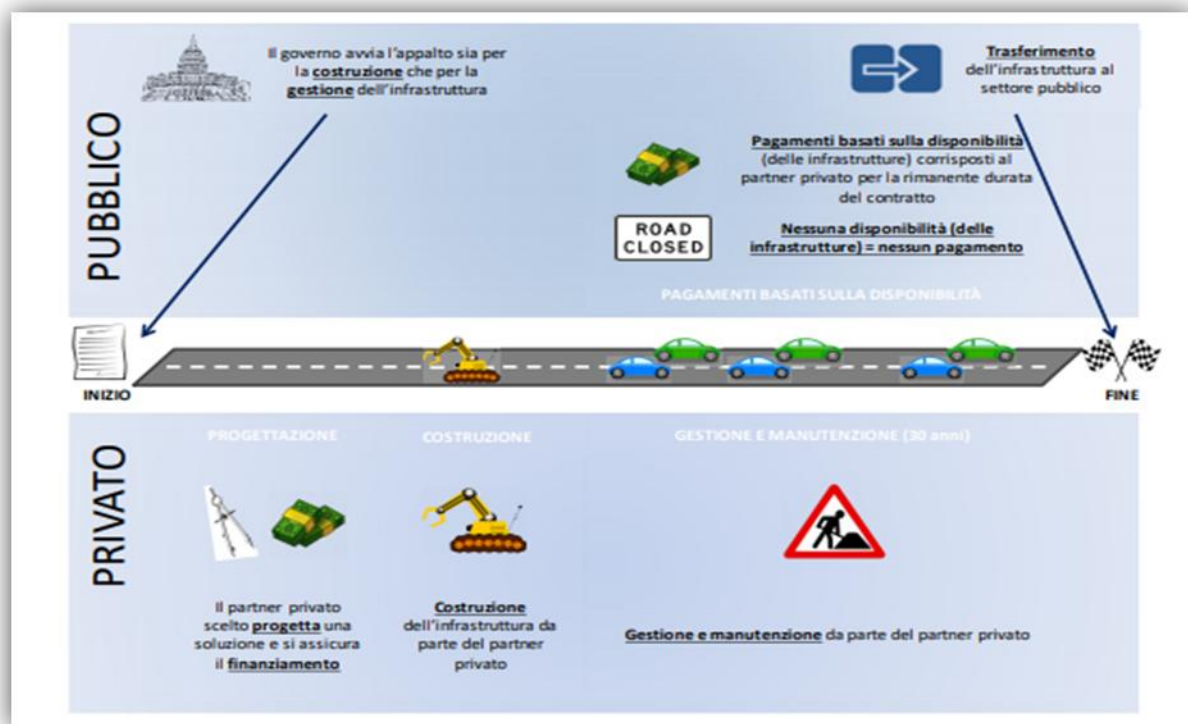 PUBBLICO
Il governo avvia l'appalto sia per
la costruzione che per la
gestione dell'infrastruttura
Trasferimento
dell'infrastruttura al
settore pubblico
Pagamenti basati sulla disponibilità
(delle infrastrutture) corrisposti al
partner privato per la rimanente durata
del contratto
ROAD
CLOSED
Nessuna disponibilità (delle
infrastrutture) = nessun pagamento
PAGAMENTI BASATI SULLA DISPONIBILITÀ
INIZIO
FINE
PRIVATO
PROGETTAZIONE
COSTRUZIONE
GESTIONE E MANUTENZIONE (30 anni)
Il partner privato
scelto progetta una
soluzione e si assicura
il finanziamento
Costruzione
dell'infrastruttura da
parte del partner
privato
Gestione e manutenzione da parte del partner privato